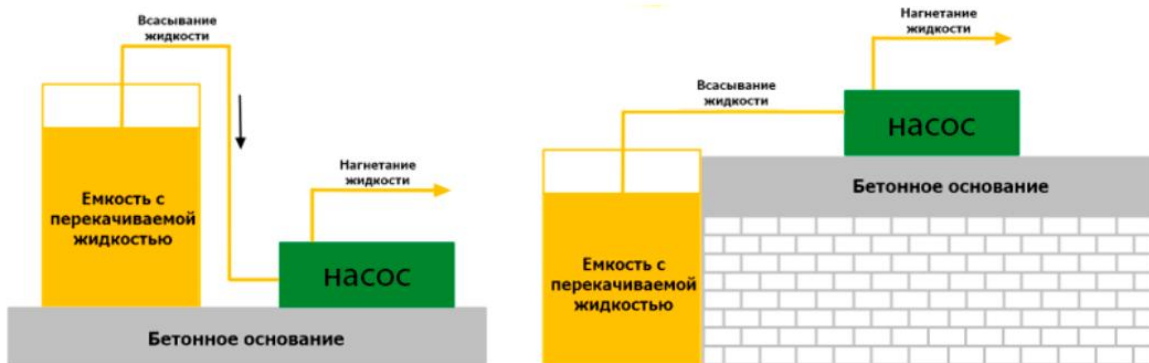 Всасывание
жидкости
Нагнетание
жидкости
Емкость с
перекачиваемой
жидкостью
насос
Бетонное основание
Нагнетание
жидкости
Всасывание
жидкости
насос
Бетонное основание
Емкость с
перекачиваемой
жидкостью